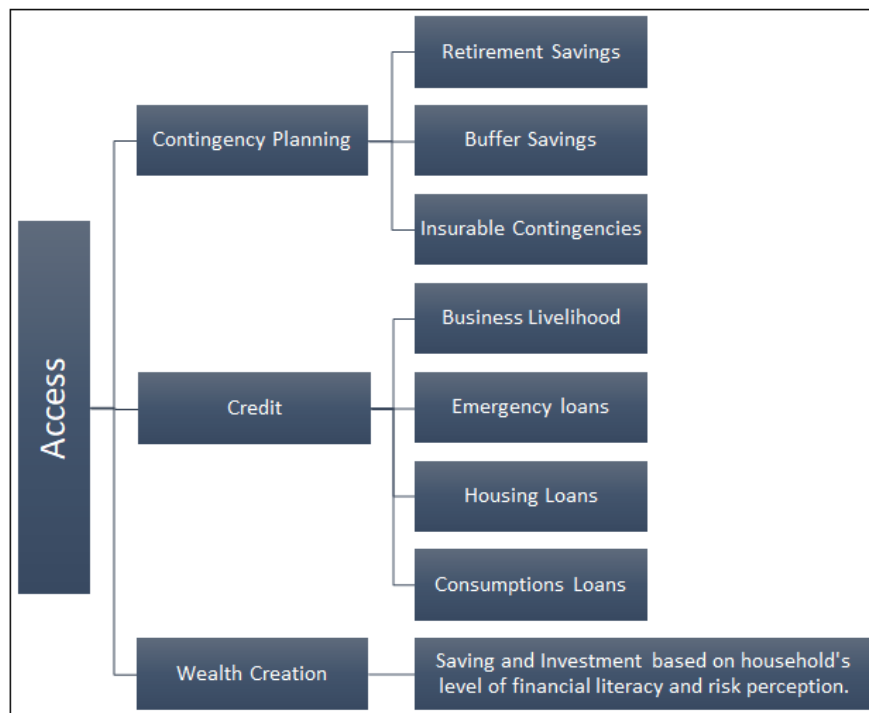 Access
Contingency Planning
Retirement Savings
Buffer Savings
Insurable Contingencies
Credit
Business Livelihood
Emergency loans
Housing Loans
Consumptions Loans
Wealth Creation
Saving and Investment based on household's
level of financial literacy and risk perception.